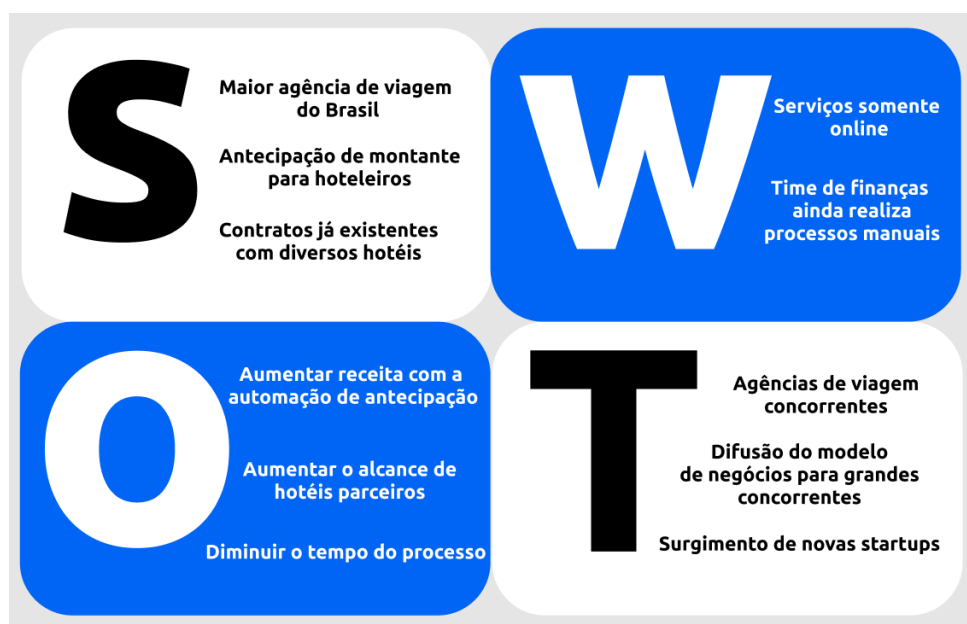 S
Maior agência de viagem
do Brasil
Antecipação de montante
para hoteleiros
Contratos já existentes
com diversos hotéis
W
Serviços somente
online
Time de finanças
ainda realiza
processos manuais
O
Aumentar receita com a
automação de antecipação
Aumentar o alcance de
hotéis parceiros
Diminuir o tempo do processo
T
Agências de viagem
concorrentes
Difusão do modelo
de negócios para grandes
concorrentes
Surgimento de novas startups